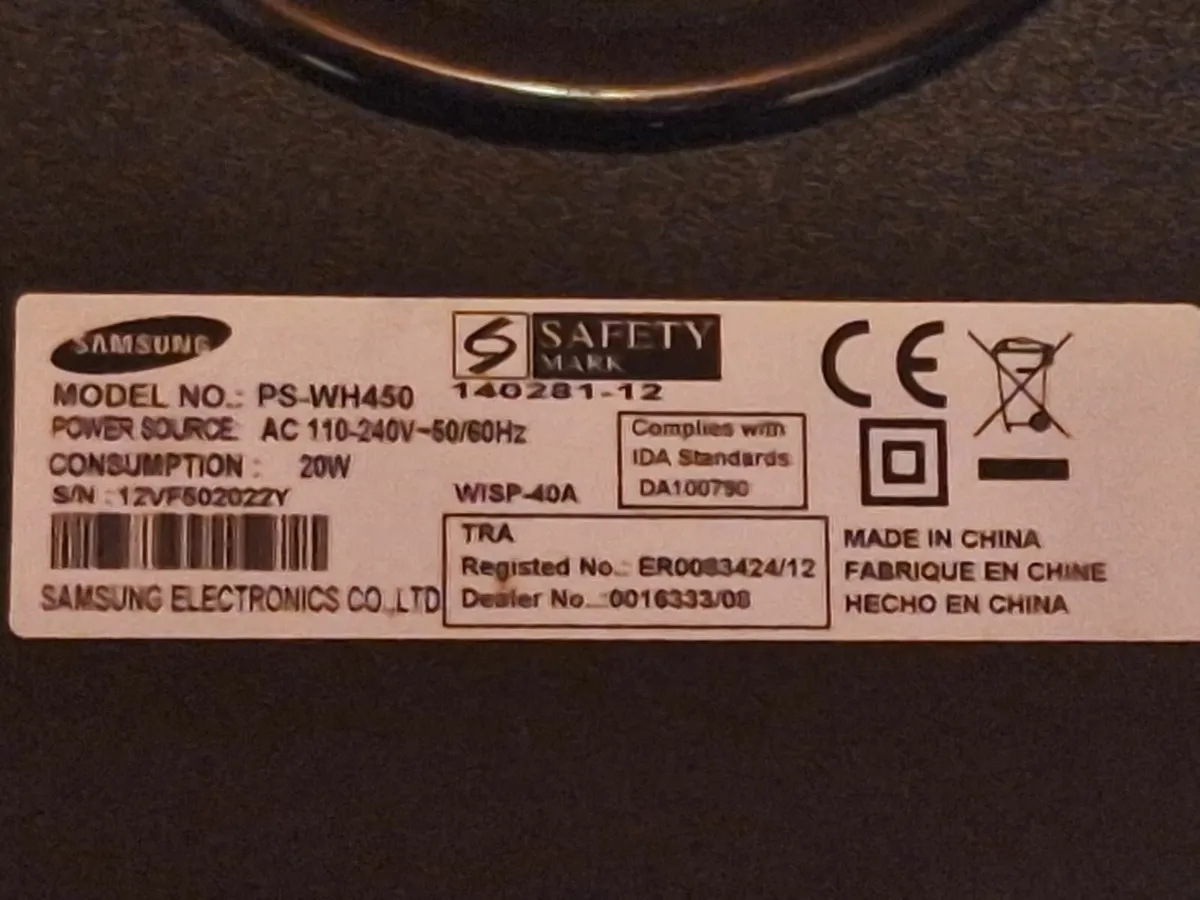 SAMSUNG
MODEL NO.: PS-WH450
POWER SOURCE: AC 110-240V~50/60Hz
CONSUMPTION : 20W
S/N : 12VF502022Y
SAMSUNG ELECTRONICS CO.,LTD
S SAFETY
MARK
140281-12
Complies with
IDA Standards
DA100790
WISP-40A
TRA
Registed No.: ER0083424/12
Dealer No..:0016333/08
CE
MADE IN CHINA
FABRIQUE EN CHINE
HECHO EN CHINA